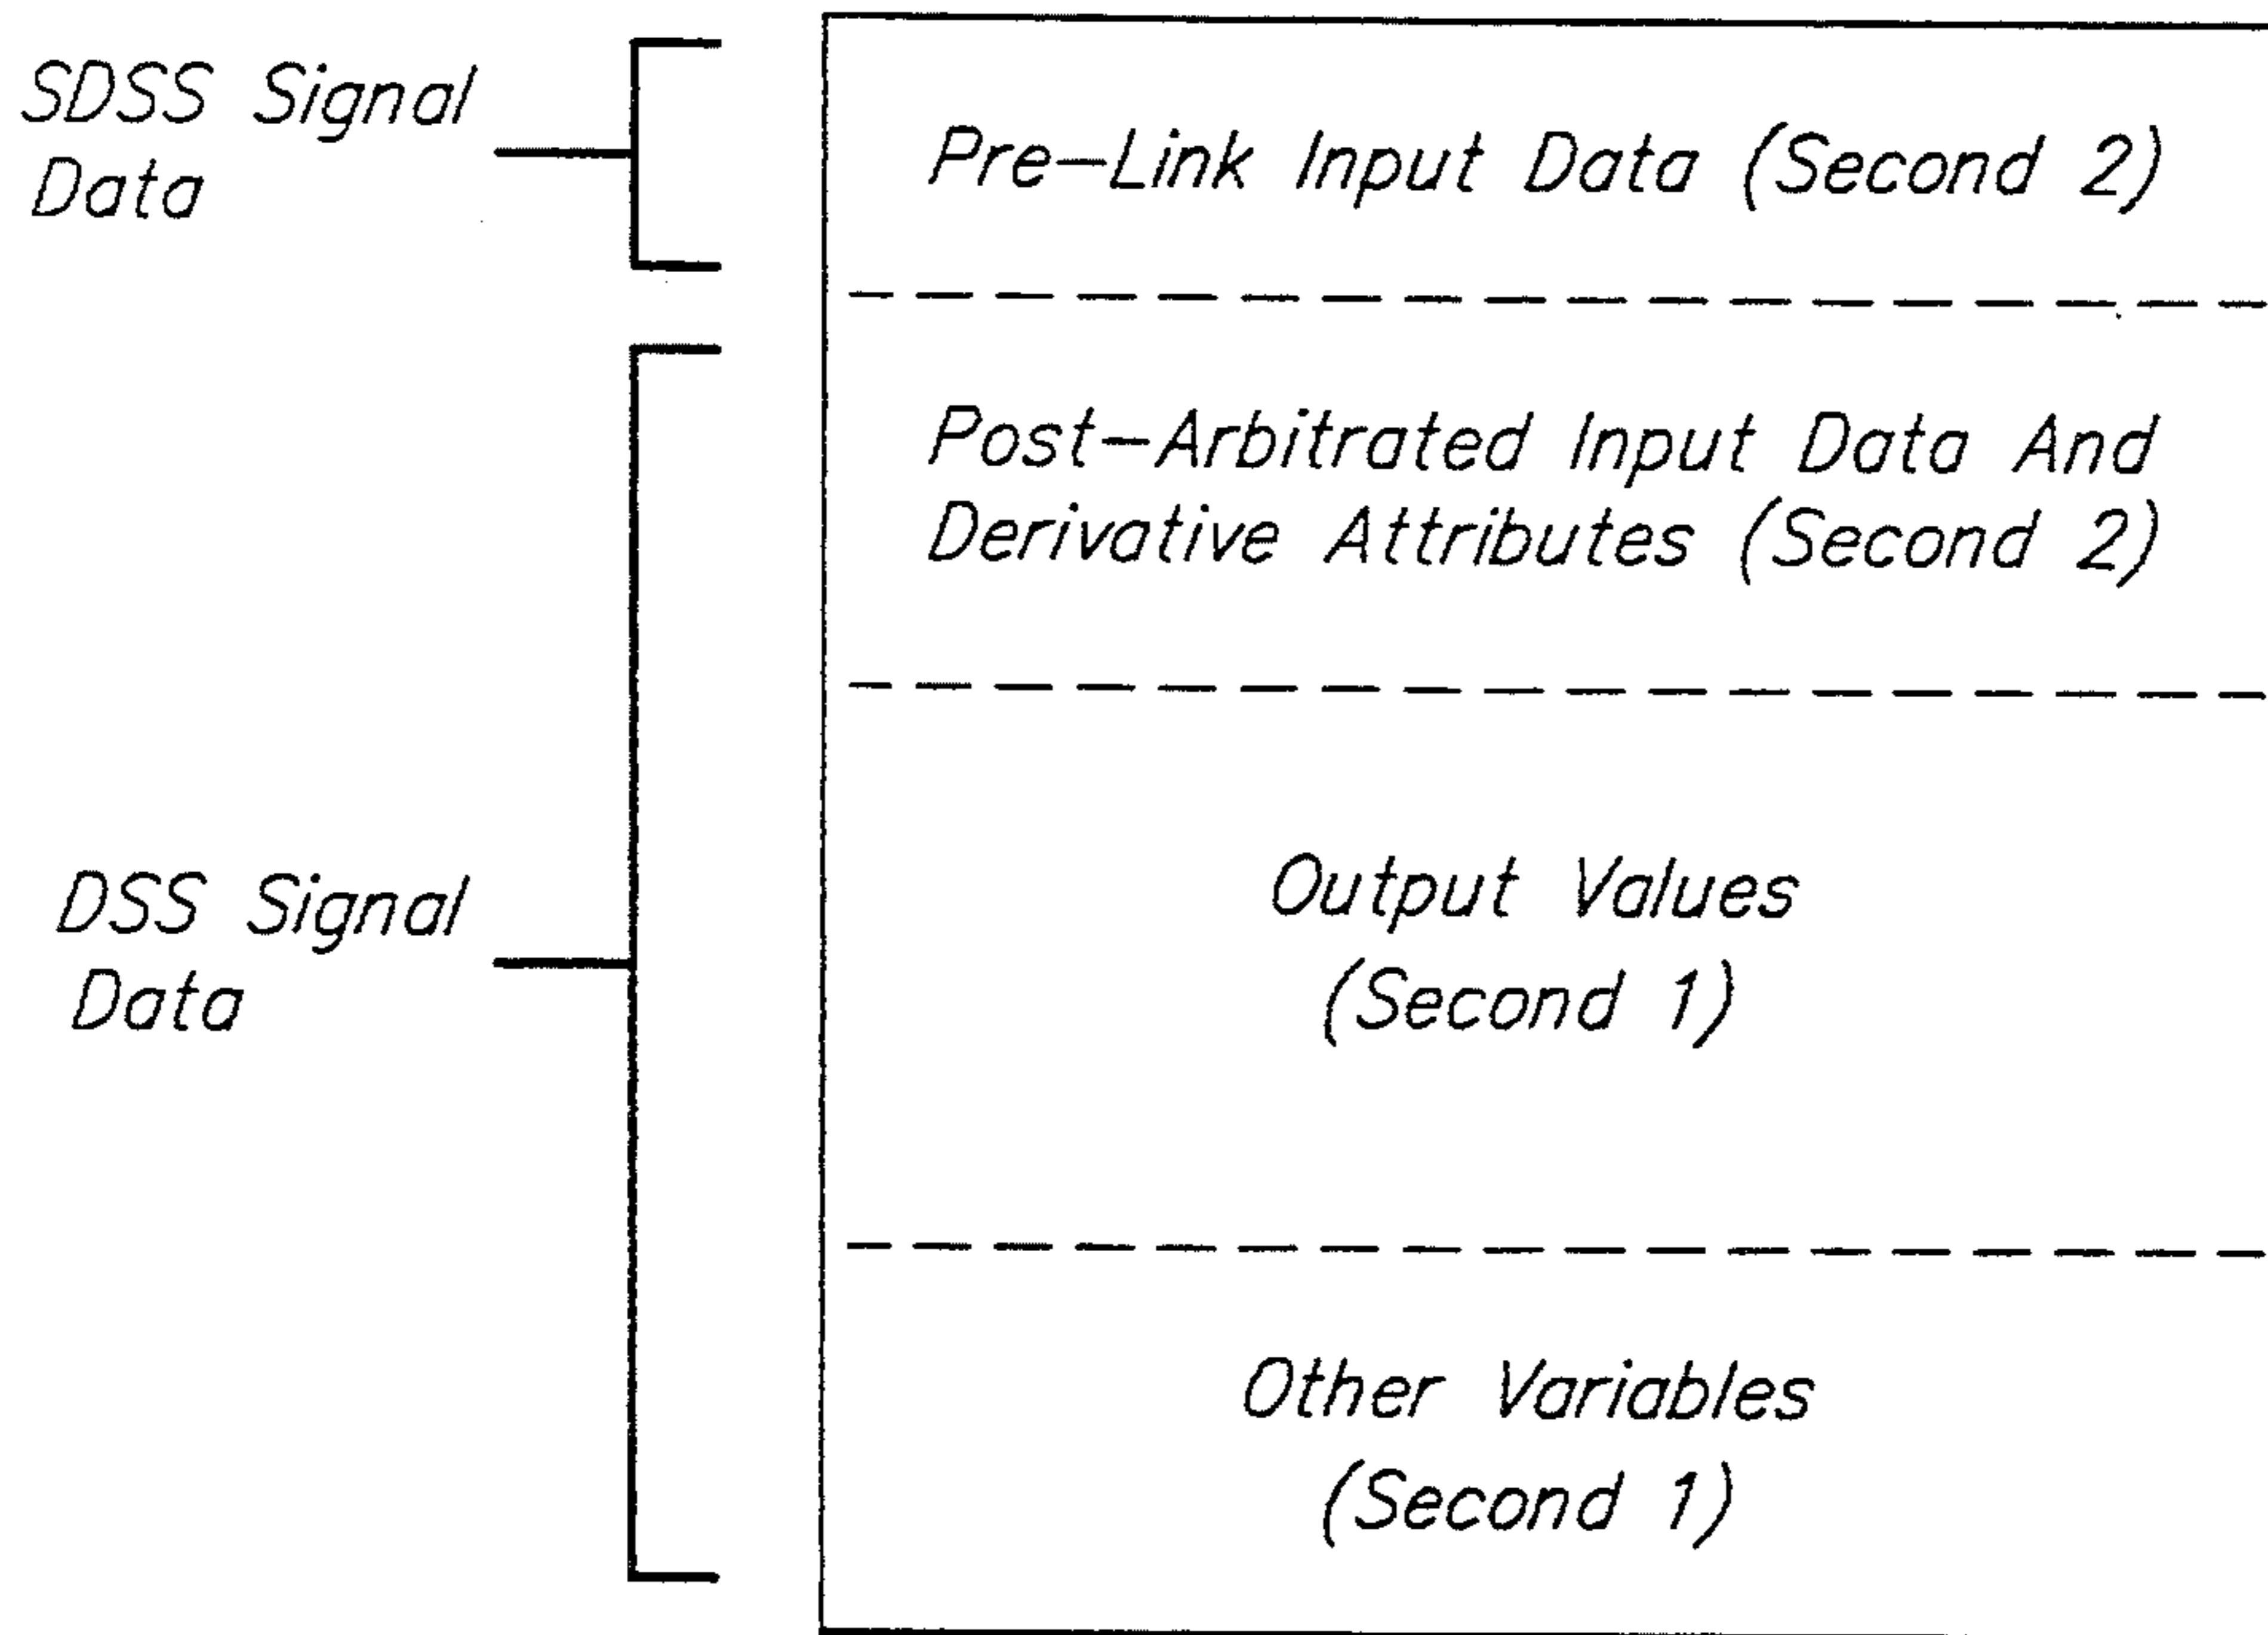 SDSS Signal
Data
Pre-Link Input Data (Second 2)
Post-Arbitrated Input Data And
Derivative Attributes (Second 2)
DSS Signal
Data
Output Values
(Second 1)
Other Variables
(Second 1)